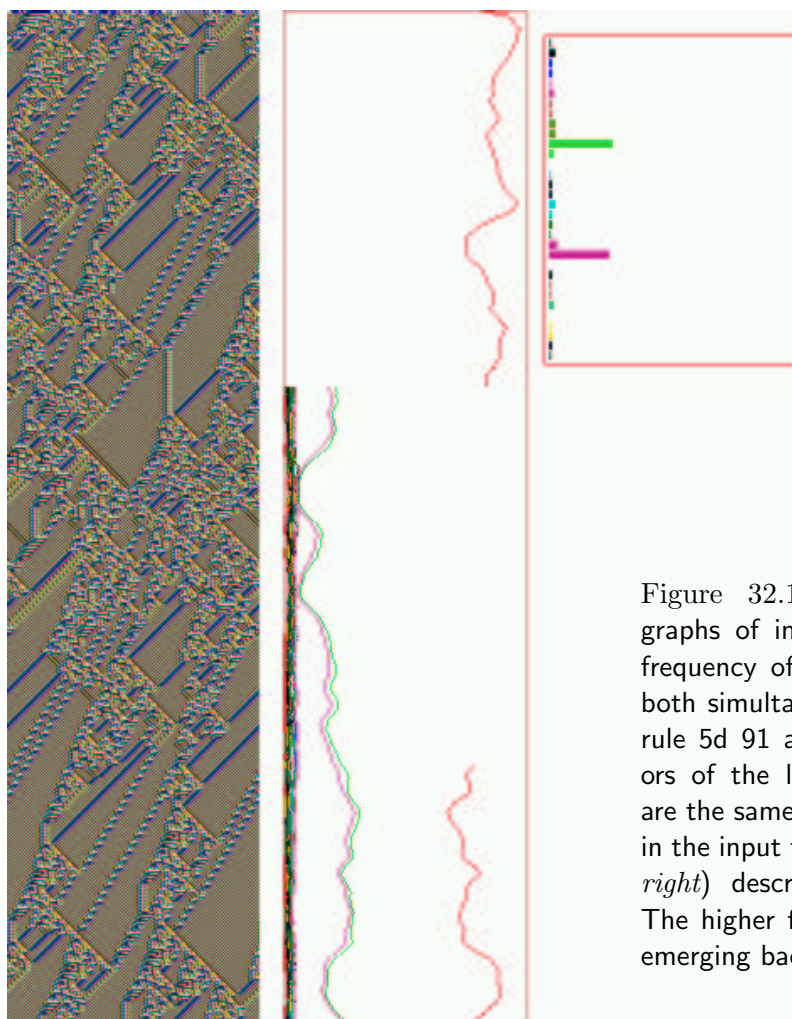 Figure 32.1
graphs of in
frequency of
both simulta
rule 5d 91 a
ors of the l
are the same
in the input
right) descr
The higher f
emerging bac